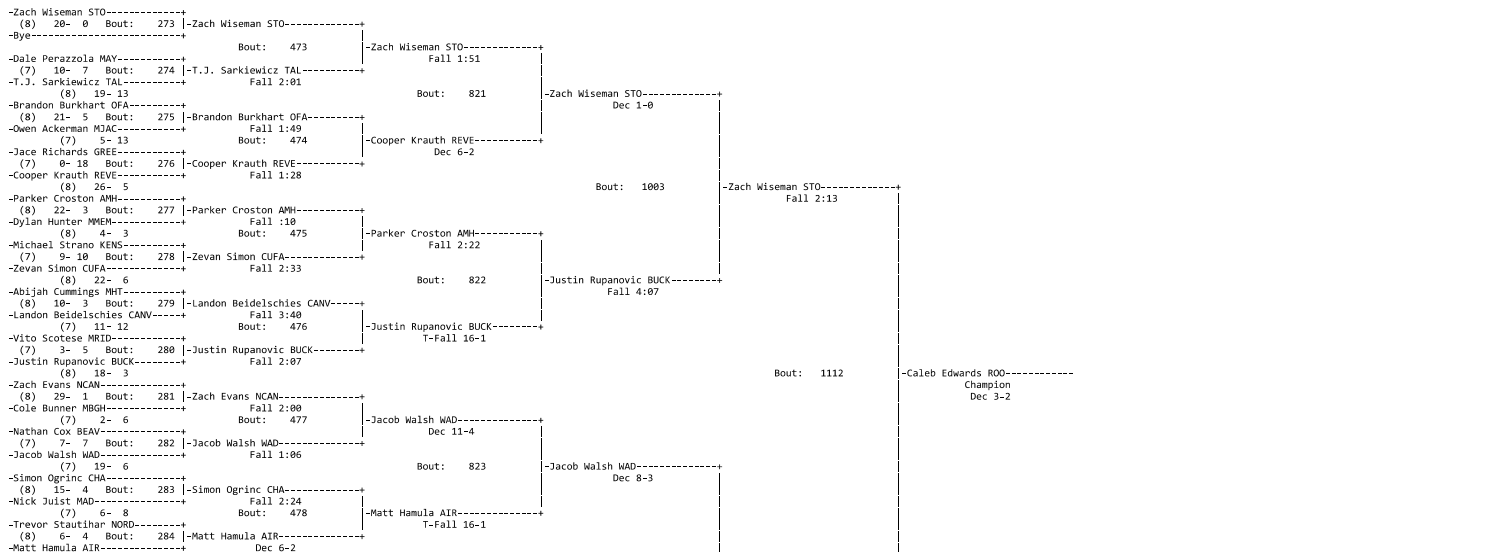 -Zach Wiseman STO-------------+
(8) 20- 0 Bout: 273 |-Zach Wiseman STO-------------+
-Bye--------------------------+ |
Bout: 473 |-Zach Wiseman STO-------------+
-Dale Perazzola MAY-----------+ | Fall 1:51 |
(7) 10- 7 Bout: 274 |-T.J. Sarkiewicz TAL----------+ |
-T.J. Sarkiewicz TAL----------+ Fall 2:01 |
(8) 19- 13 Bout: 821 |-Zach Wiseman STO-------------+
-Brandon Burkhart OFA---------+ | Dec 1-0 |
(8) 21- 5 Bout: 275 |-Brandon Burkhart OFA---------+ | |
-Owen Ackerman MJAC-----------+ Fall 1:49 | | |
(7) 5- 13 Bout: 474 |-Cooper Krauth REVE-----------+ |
-Jace Richards GREE-----------+ | Dec 6-2 |
(7) 0- 18 Bout: 276 |-Cooper Krauth REVE-----------+ |
-Cooper Krauth REVE-----------+ Fall 1:28 |
(8) 26- 5 Bout: 1003 |-Zach Wiseman STO-------------+
-Parker Croston AMH-----------+ | Fall 2:13 |
(8) 22- 3 Bout: 277 |-Parker Croston AMH-----------+ | |
-Dylan Hunter MMEM------------+ Fall :10 | | |
(8) 4- 3 Bout: 475 |-Parker Croston AMH-----------+ | |
-Michael Strano KENS----------+ | Fall 2:22 | | |
(7) 9- 10 Bout: 278 |-Zevan Simon CUFA-------------+ | | |
-Zevan Simon CUFA-------------+ Fall 2:33 | | |
(8) 22- 6 Bout: 822 |-Justin Rupanovic BUCK--------+ |
-Abijah Cummings MHT----------+ | Fall 4:07 |
(8) 10- 3 Bout: 279 |-Landon Beidelschies CANV-----+ | |
-Landon Beidelschies CANV-----+ Fall 3:40 | | |
(7) 11- 12 Bout: 476 |-Justin Rupanovic BUCK--------+ |
-Vito Scotese MRID------------+ | T-Fall 16-1 |
(7) 3- 5 Bout: 280 |-Justin Rupanovic BUCK--------+ |
-Justin Rupanovic BUCK--------+ Fall 2:07 |
(8) 18- 3 Bout: 1112 |-Caleb Edwards ROO------------
-Zach Evans NCAN--------------+ | Champion
(8) 29- 1 Bout: 281 |-Zach Evans NCAN--------------+ | Dec 3-2
-Cole Bunner MBGH-------------+ Fall 2:00 | |
(7) 2- 6 Bout: 477 |-Jacob Walsh WAD--------------+ |
-Nathan Cox BEAV--------------+ | Dec 11-4 | |
(7) 7- 7 Bout: 282 |-Jacob Walsh WAD--------------+ | |
-Jacob Walsh WAD--------------+ Fall 1:06 | |
(7) 19- 6 Bout: 823 |-Jacob Walsh WAD--------------+ |
-Simon Ogrinc CHA-------------+ | Dec 8-3 | |
(8) 15- 4 Bout: 283 |-Simon Ogrinc CHA-------------+ | | |
-Nick Juist MAD---------------+ Fall 2:24 | | | |
(7) 6- 8 Bout: 478 |-Matt Hamula AIR--------------+ | |
-Trevor Stautihar NORD--------+ | T-Fall 16-1 | |
(8) 6- 4 Bout: 284 |-Matt Hamula AIR--------------+ | |
-Matt Hamula AIR--------------+ Dec 6-2 | |